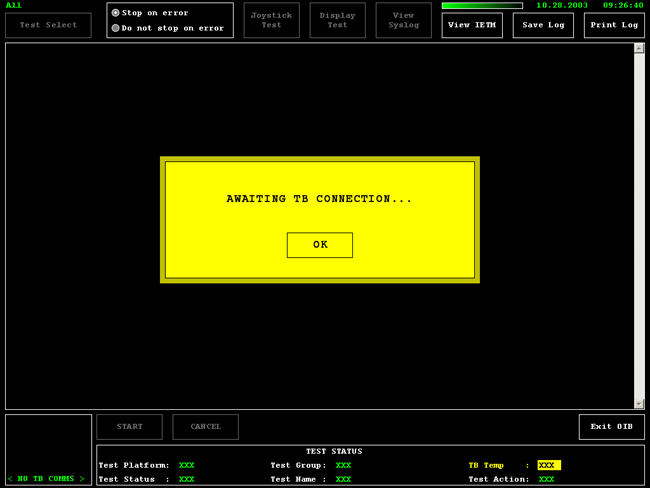 All
Test Select
Stop on error
Do not stop on error
Joystick
Test
Display
Test
View
Syslog
10.28.2003 09:26:40
View IETM
Save Log
Print Log
AWAITING TB CONNECTION...
OK
START
CANCEL
Exit OIB
< NO TB COMMS >
TEST STATUS
Test Platform: XXX
Test Group: XXX
TB Temp : XXX
Test Status : XXX
Test Name : XXX
Test Action: XXX